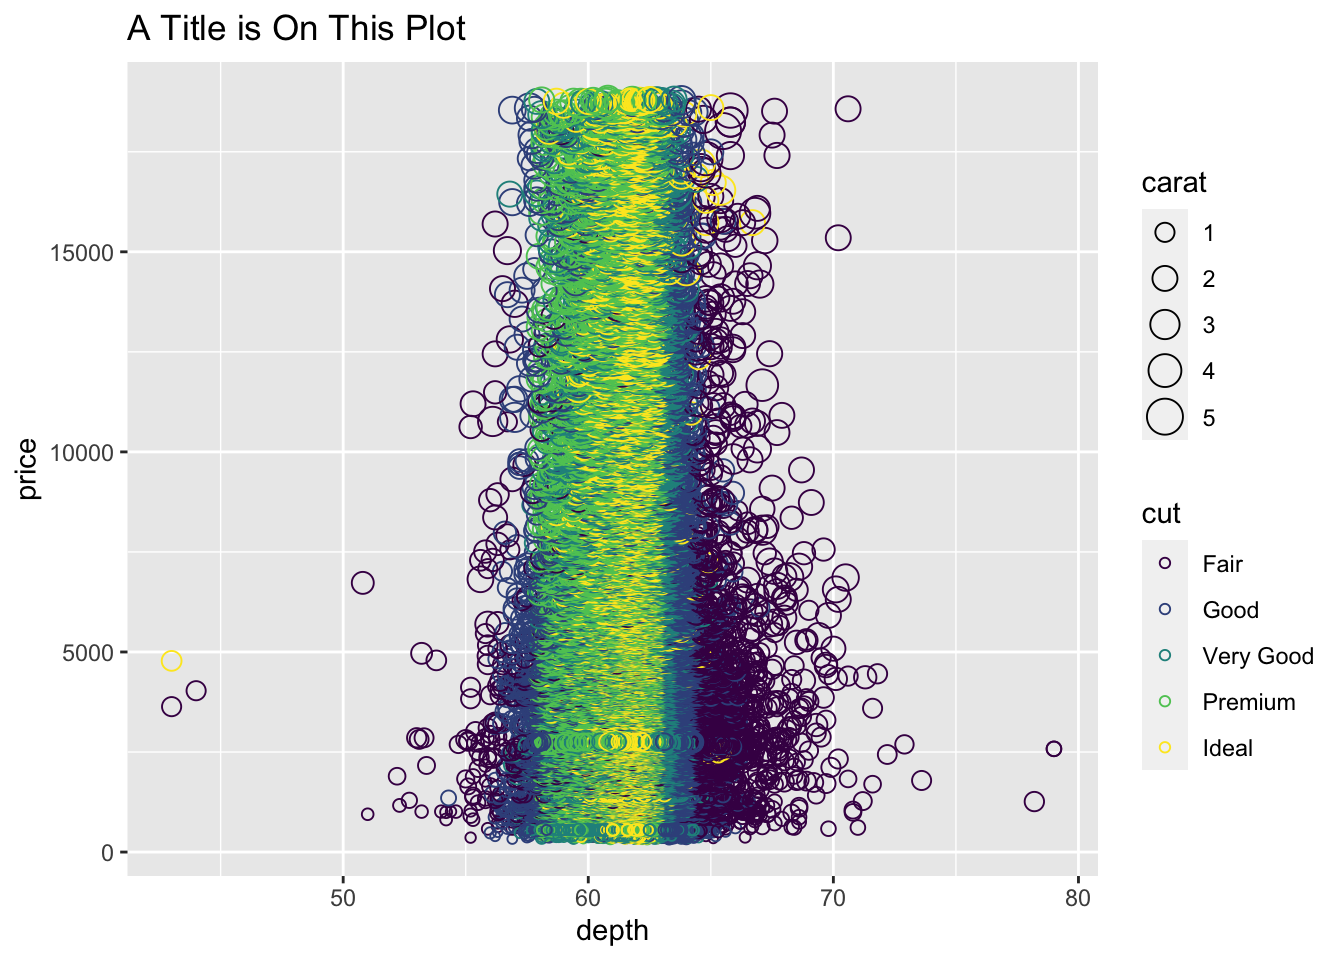 A Title is On This Plot
price
15000
10000
5000
0
50
60
70
80
depth
carat
1
2
3
4
5
cut
Fair
Good
Very Good
Premium
Ideal